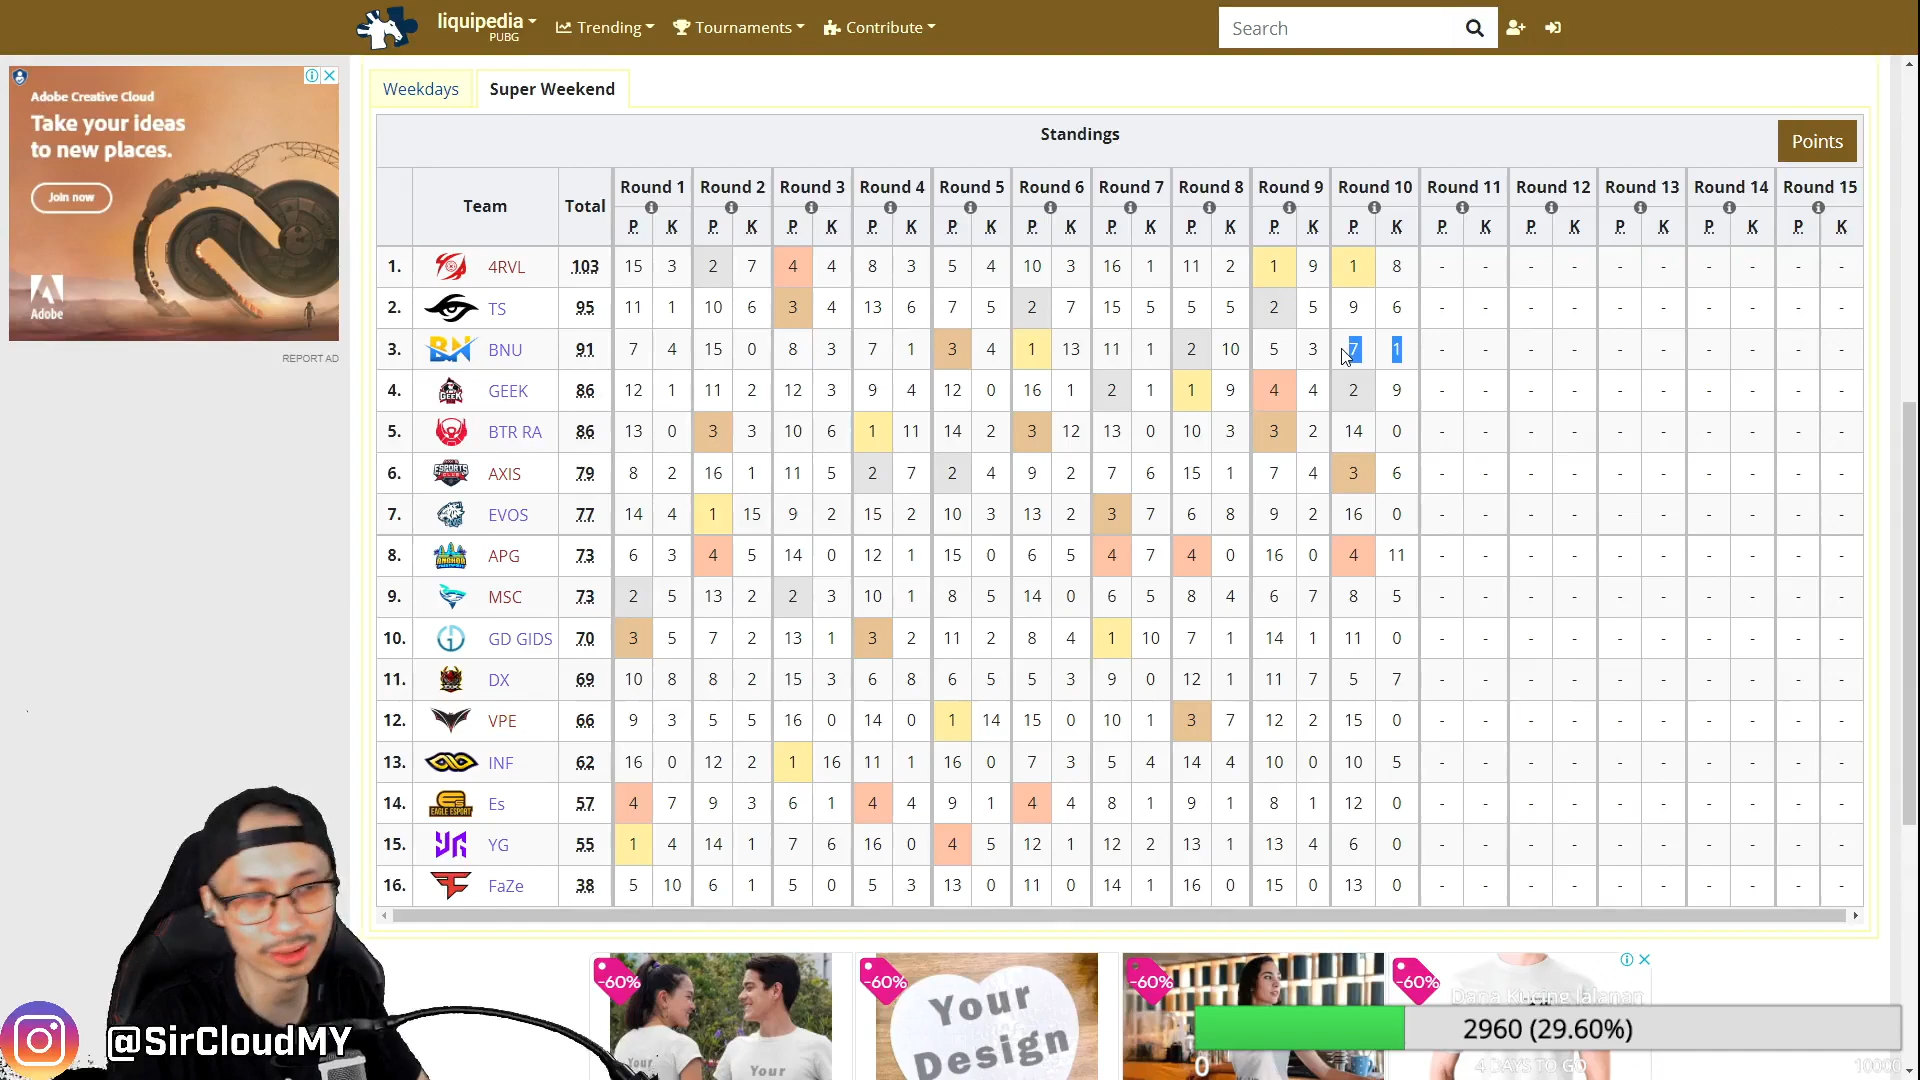 liquipedia
PUBG
Trending
Tournaments
Contribute
Search
Adobe Creative Cloud
Take your ideas
to new places.
Join now
Adobe
REPORT AD
Weekdays
Super Weekend
Standings
Points
Team Total Round 1 Round 2 Round 3 Round 4 Round 5 Round 6 Round 7 Round 8 Round 9 Round 10 Round 11 Round 12 Round 13 Round 14 Round 15
P K P K P K P K P K P K P K P K P K P K P K P K P K P K P K
1. 4RVL 103 15 3 2 7 4 4 8 3 5 4 10 3 16 1 11 2 1 9 1 8 - - - - - - - - - -
2. TS 95 11 1 10 6 3 4 13 6 7 5 2 7 15 5 5 5 2 5 9 6 - - - - - - - - - -
3. BN BNU 91 7 4 15 0 8 3 7 1 3 4 1 13 11 1 2 10 5 3 7 1 - - - - - - - - - -
4. GEEK GEEK 86 12 1 11 2 12 3 9 4 12 0 16 1 2 1 1 9 4 4 2 9 - - - - - - - - - -
5. BTR RA 86 13 0 3 3 10 6 1 11 14 2 3 12 13 0 10 3 3 2 14 0 - - - - - - - - - -
6. AXIS 79 8 2 16 1 11 5 2 7 2 4 9 2 7 6 15 1 7 4 3 6 - - - - - - - - - -
7. EVOS 77 14 4 1 15 9 2 15 2 10 3 13 2 3 7 6 8 9 2 16 0 - - - - - - - - - -
8. APG 73 6 3 4 5 14 0 12 1 15 0 6 5 4 7 4 0 16 0 4 11 - - - - - - - - - -
9. MSC 73 2 5 13 2 2 3 10 1 8 5 14 0 6 5 8 4 6 7 8 5 - - - - - - - - - -
10. GD GIDS 70 3 5 7 2 13 1 3 2 11 2 8 4 1 10 7 1 14 1 11 0 - - - - - - - - - -
11. DX 69 10 8 8 2 15 3 6 8 6 5 5 3 9 0 12 1 11 7 5 7 - - - - - - - - - -
12. VPE 66 9 3 5 5 16 0 14 0 1 14 15 0 10 1 3 7 12 2 15 0 - - - - - - - - - -
13. INF 62 16 0 12 2 1 16 11 1 16 0 7 3 5 4 14 4 10 0 10 5 - - - - - - - - - -
14. EAGLE ESPORT Es 57 4 7 9 3 6 1 4 4 9 1 4 4 8 1 9 1 8 1 12 0 - - - - - - - - - -
15. YG 55 1 4 14 1 7 6 16 0 4 5 12 1 12 2 13 1 13 4 6 0 - - - - - - - - - -
16. FaZe 38 5 10 6 1 5 0 5 3 13 0 11 0 14 1 16 0 15 0 13 0 - - - - - - - - - -
-60%
-60%
-60%
-60%
Your
Your
Your
Design
Dana Kucing Jalanan
2960 (29.60%)
0
4 DAYS TO GO
10000
@SirCloudMY